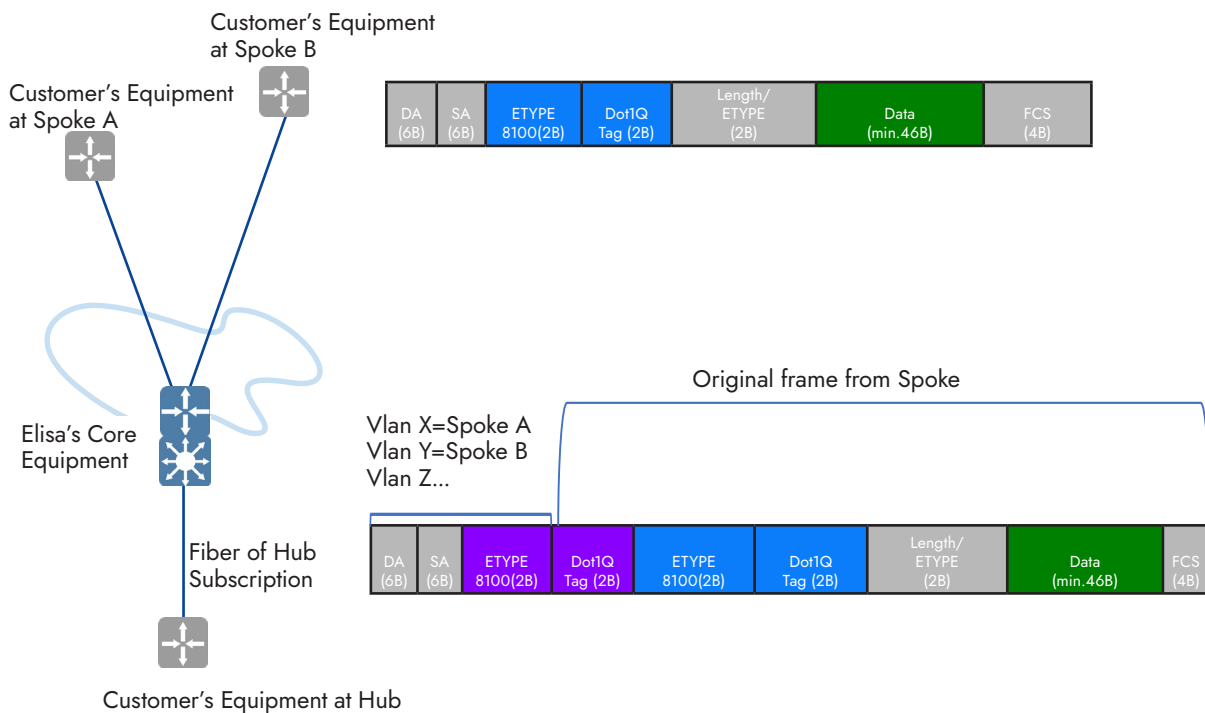 Customer's Equipment
at Spoke B
Customer's Equipment
at Spoke A
DA
(6B)
SA
(6B)
ETYPE
8100(2B)
Dot1Q
Tag (2B)
Length/
ETYPE
(2B)
Data
(min.46B)
FCS
(4B)
Original frame from Spoke
Vlan X=Spoke A
Vlan Y=Spoke B
Vlan Z...
Elisa's Core
Equipment
Fiber of Hub
Subscription
DA
(6B)
SA
(6B)
ETYPE
8100(2B)
Dot1Q
Tag (2B)
ETYPE
8100(2B)
Dot1Q
Tag (2B)
Length/
ETYPE
(2B)
Data
(min.46B)
FCS
(4B)
Customer's Equipment at Hub